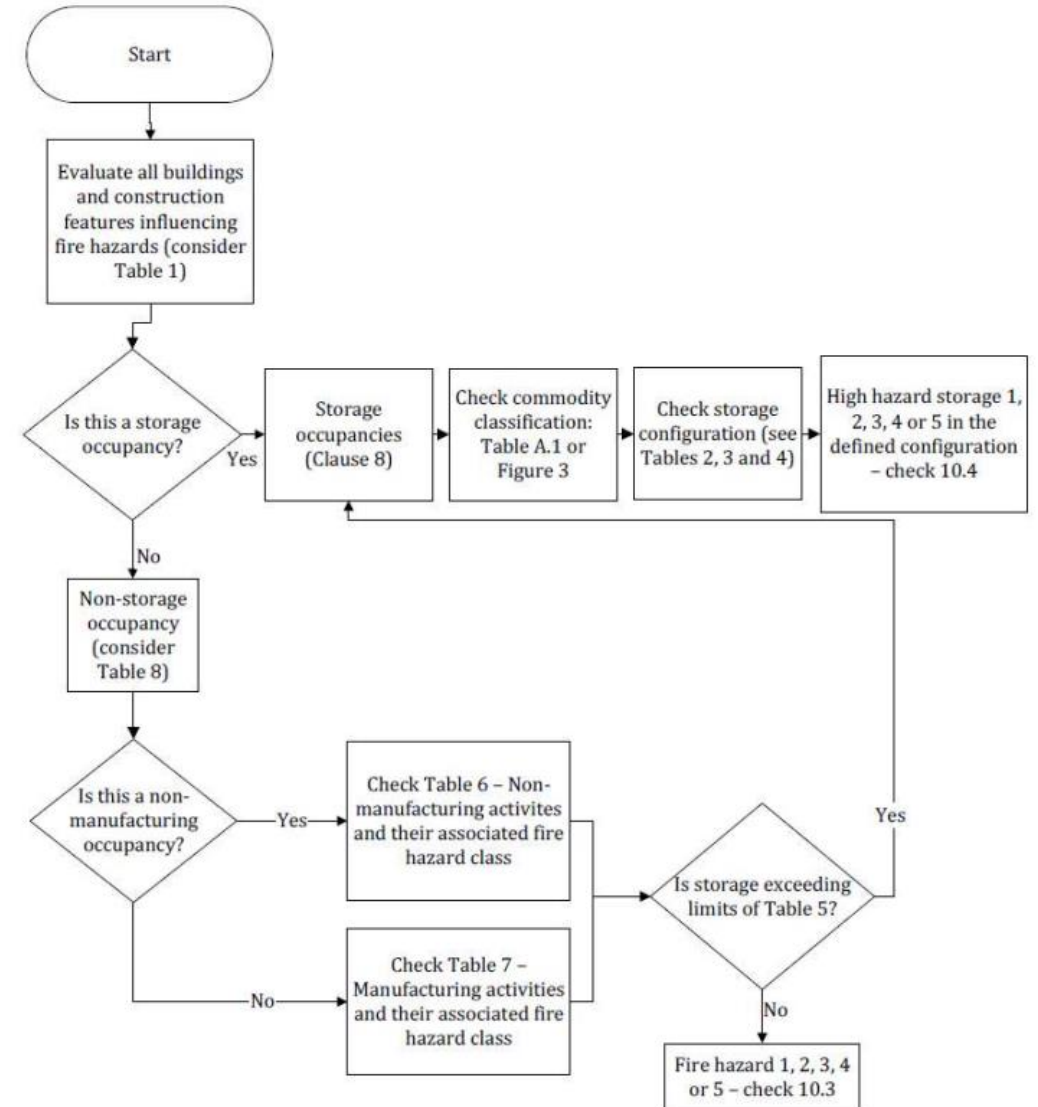 Start
Evaluate all buildings
and construction
features influencing
fire hazards (consider
Table 1)
Is this a storage
occupancy?
Yes
Storage
occupancies
(Clause 8)
Check commodity
classification:
Table A.1 or
Figure 3
Check storage
configuration (see
Tables 2, 3 and 4)
High hazard storage 1,
2, 3, 4 or 5 in the
defined configuration
– check 10.4
No
Non-storage
occupancy
(consider
Table 8)
Is this a non-
manufacturing
occupancy?
Yes
Check Table 6 – Non-
manufacturing activites
and their associated fire
hazard class
No
Check Table 7 –
Manufacturing activities
and their associated fire
hazard class
Is storage exceeding
limits of Table 5?
Yes
No
Fire hazard 1, 2, 3, 4
or 5 – check 10.3